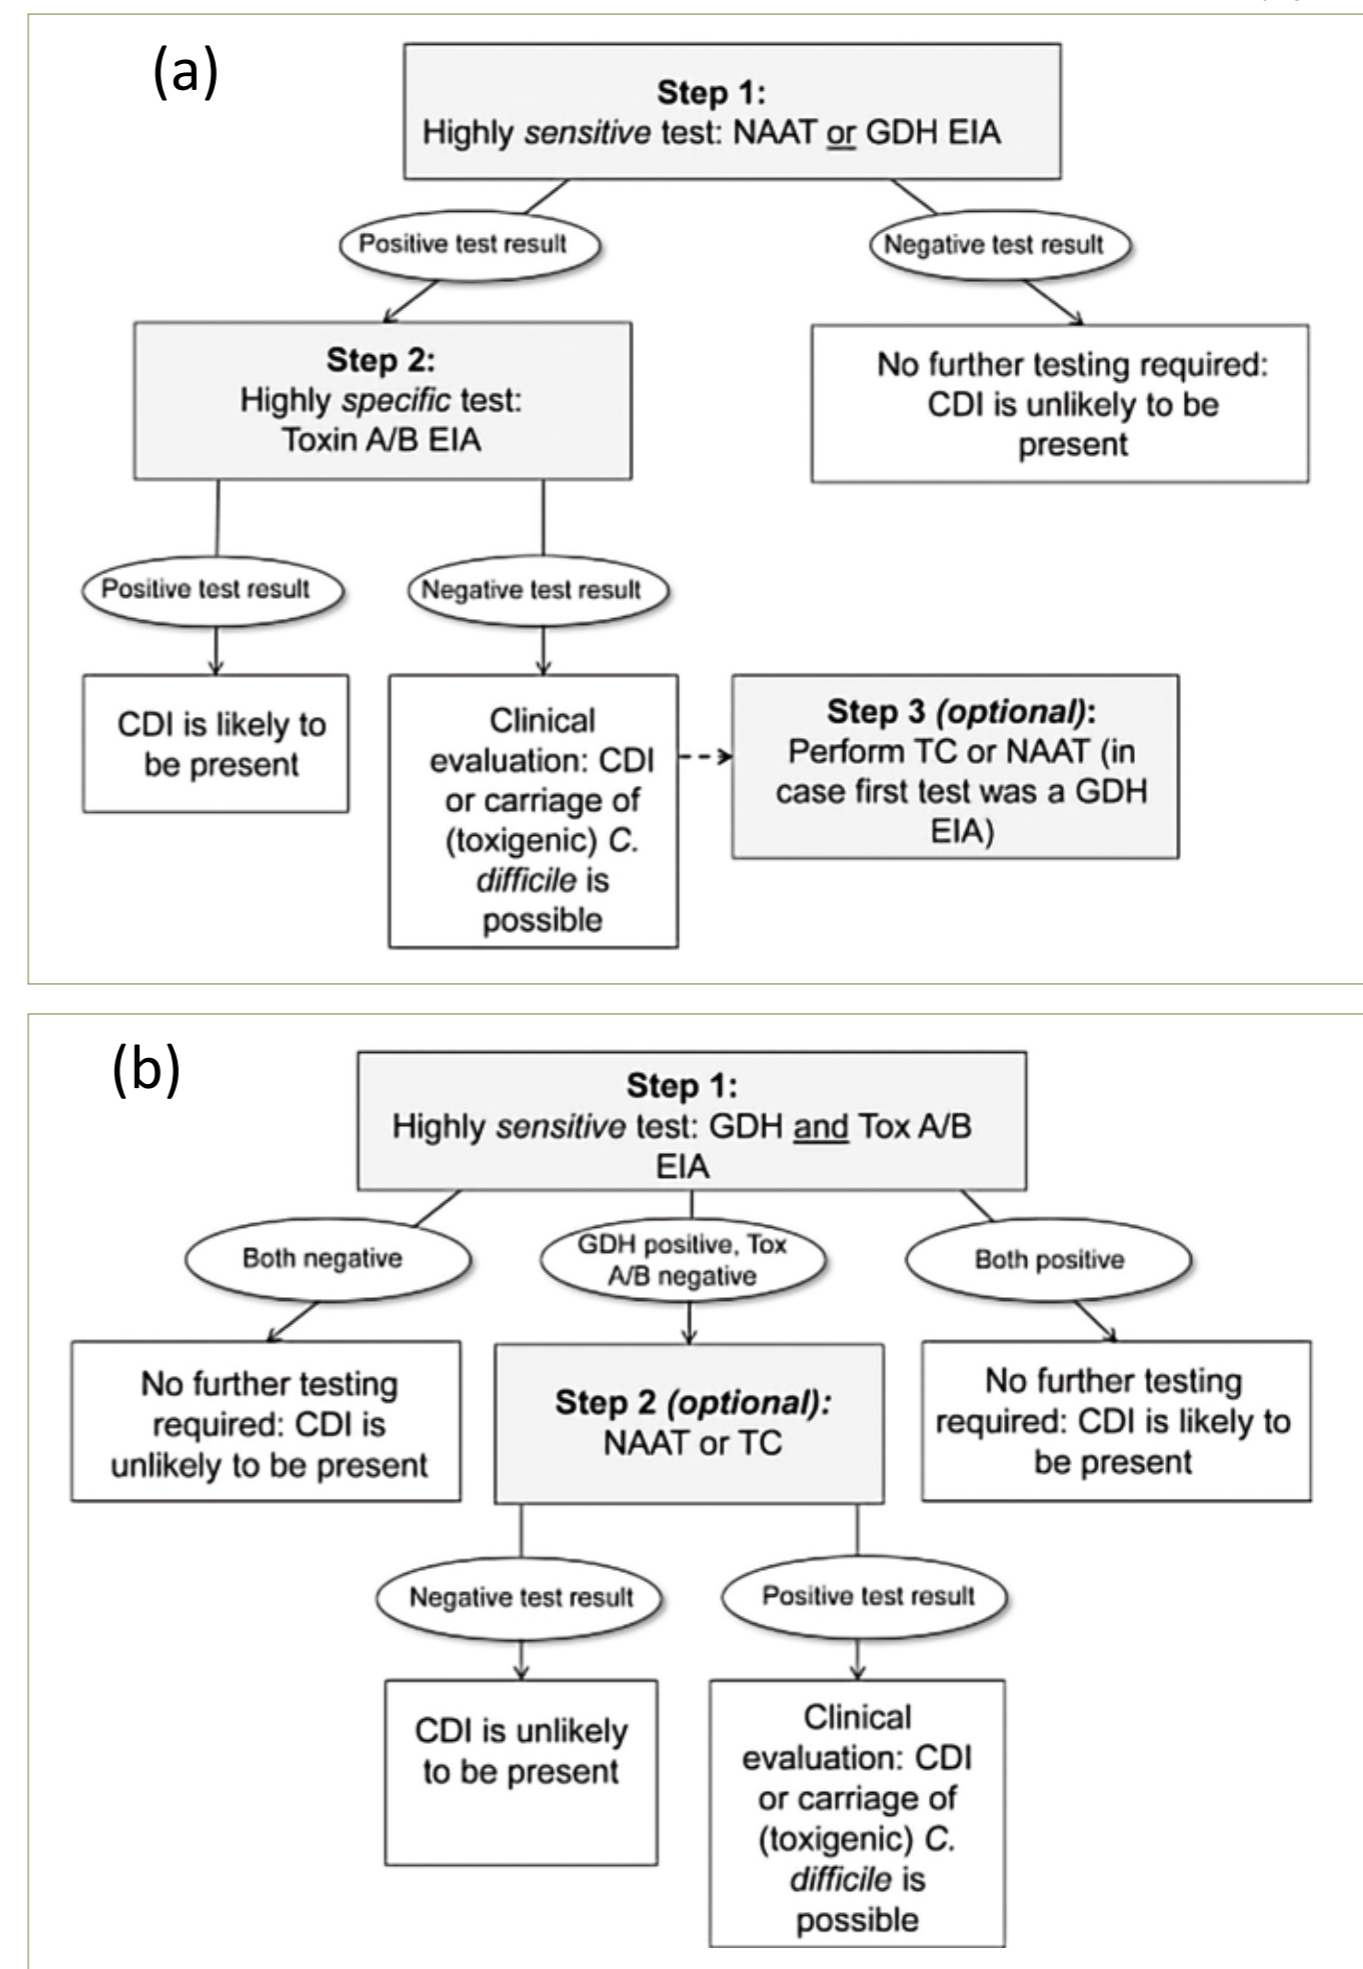 (a)
Step 1:
Highly sensitive test: NAAT or GDH EIA
Positive test result
Negative test result
Step 2:
Highly specific test:
Toxin A/B EIA
No further testing required:
CDI is unlikely to be
present
Positive test result
Negative test result
CDI is likely to
be present
Clinical
evaluation: CDI
or carriage of
(toxigenic) C.
difficile is
possible
Step 3 (optional):
Perform TC or NAAT (in
case first test was a GDH
EIA)
(b)
Step 1:
Highly sensitive test: GDH and Tox A/B
EIA
Both negative
GDH positive, Tox
A/B negative
Both positive
No further testing
required: CDI is
unlikely to be present
Step 2 (optional):
NAAT or TC
No further testing
required: CDI is likely to
be present
Negative test result
Positive test result
CDI is unlikely
to be present
Clinical
evaluation: CDI
or carriage of
(toxigenic) C.
difficile is
possible